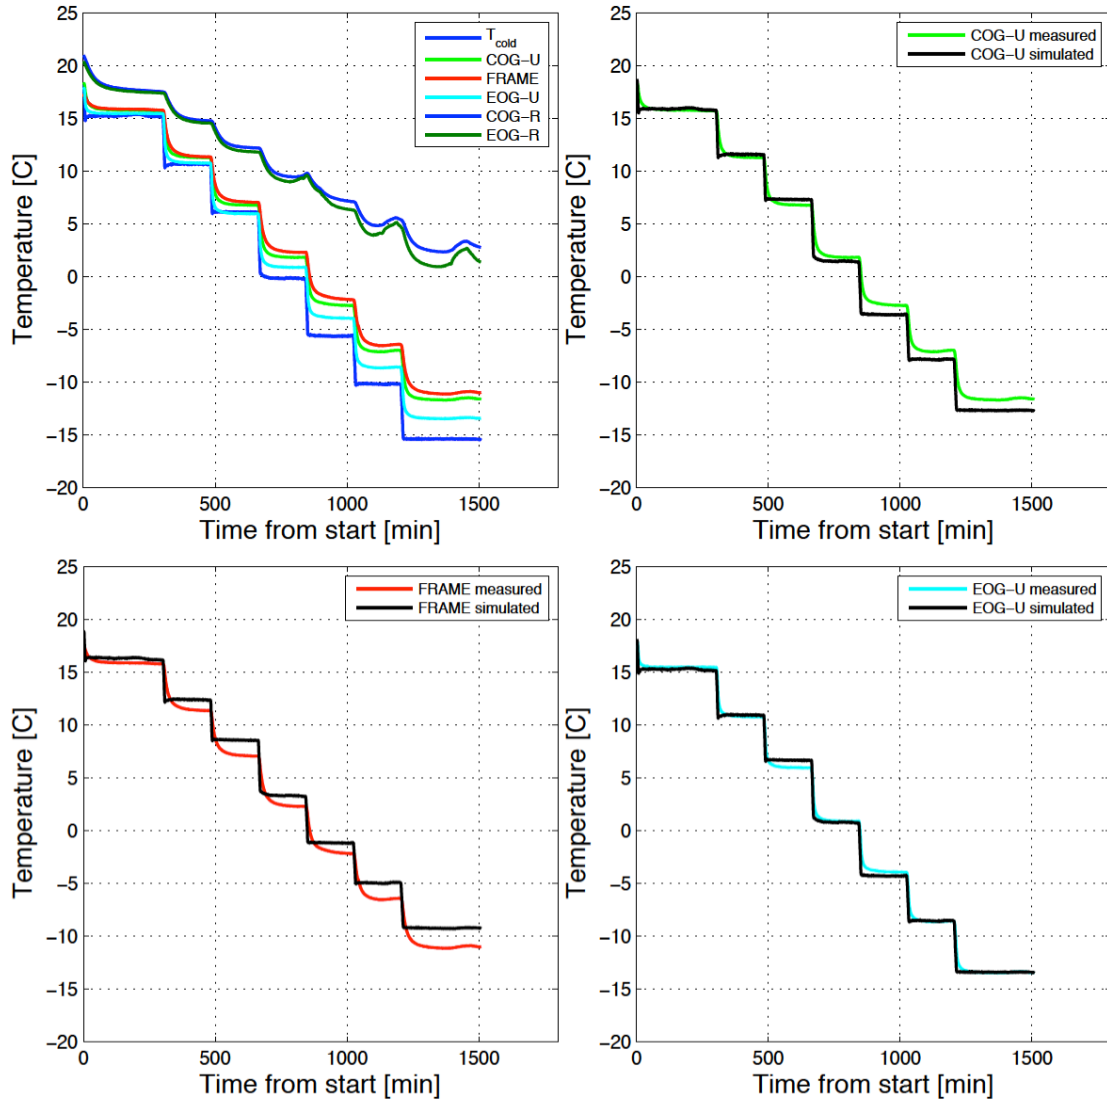 25
20
15
10
5
0
−5
−10
−15
−20
0
500
1000
1500
Temperature [C]
Time from start [min]
T_cold
COG−U
FRAME
EOG−U
COG−R
EOG−R
25
20
15
10
5
0
−5
−10
−15
−20
0
500
1000
1500
Temperature [C]
Time from start [min]
COG−U measured
COG−U simulated
25
20
15
10
5
0
−5
−10
−15
−20
0
500
1000
1500
Temperature [C]
Time from start [min]
FRAME measured
FRAME simulated
25
20
15
10
5
0
−5
−10
−15
−20
0
500
1000
1500
Temperature [C]
Time from start [min]
EOG−U measured
EOG−U simulated